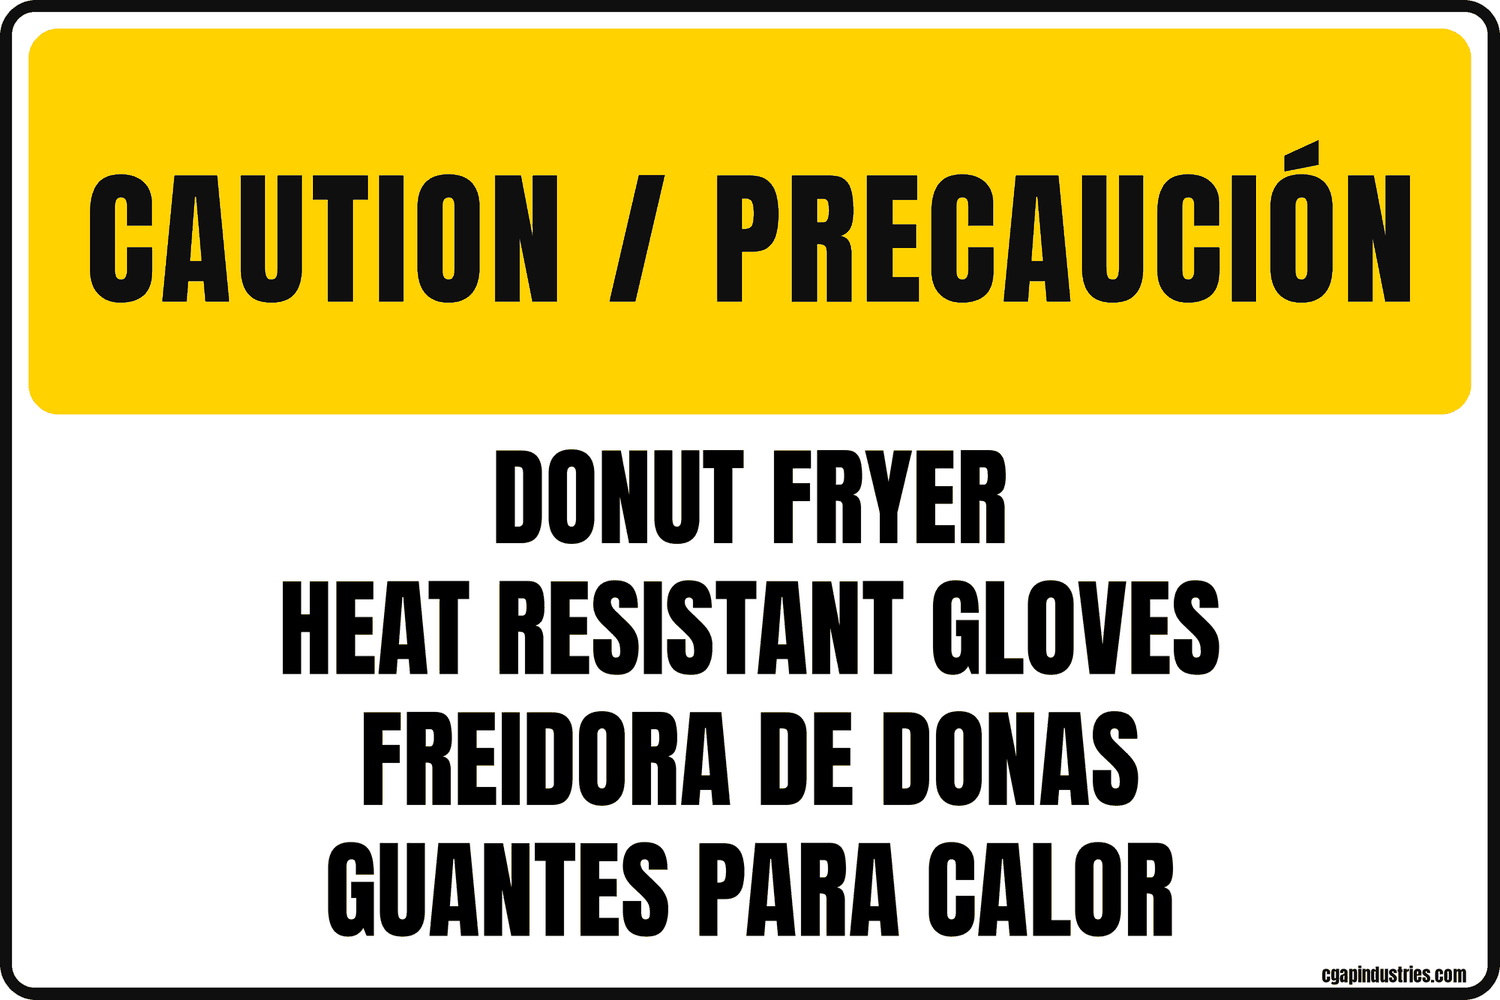 CAUTION / PRECAUCIÓN
DONUT FRYER
HEAT RESISTANT GLOVES
FREIDORA DE DONAS
GUANTES PARA CALOR
cgapindustries.com